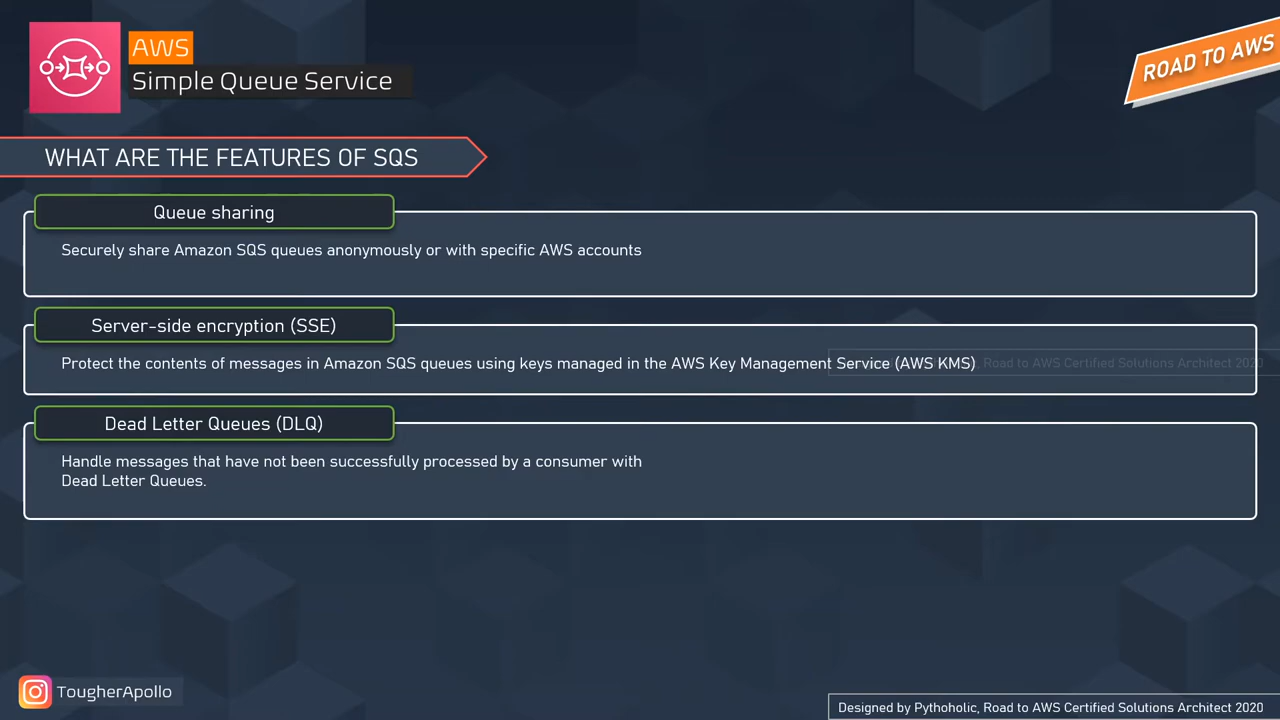 AWS
Simple Queue Service
ROAD TO AWS
WHAT ARE THE FEATURES OF SQS
Queue sharing
Securely share Amazon SQS queues anonymously or with specific AWS accounts
Server-side encryption (SSE)
Protect the contents of messages in Amazon SQS queues using keys managed in the AWS Key Management Service (AWS KMS)
Road to AWS Certified Solutions Architect 2020
Dead Letter Queues (DLQ)
Handle messages that have not been successfully processed by a consumer with
Dead Letter Queues.
TougherApollo
Designed by Pythoholic, Road to AWS Certified Solutions Architect 2020